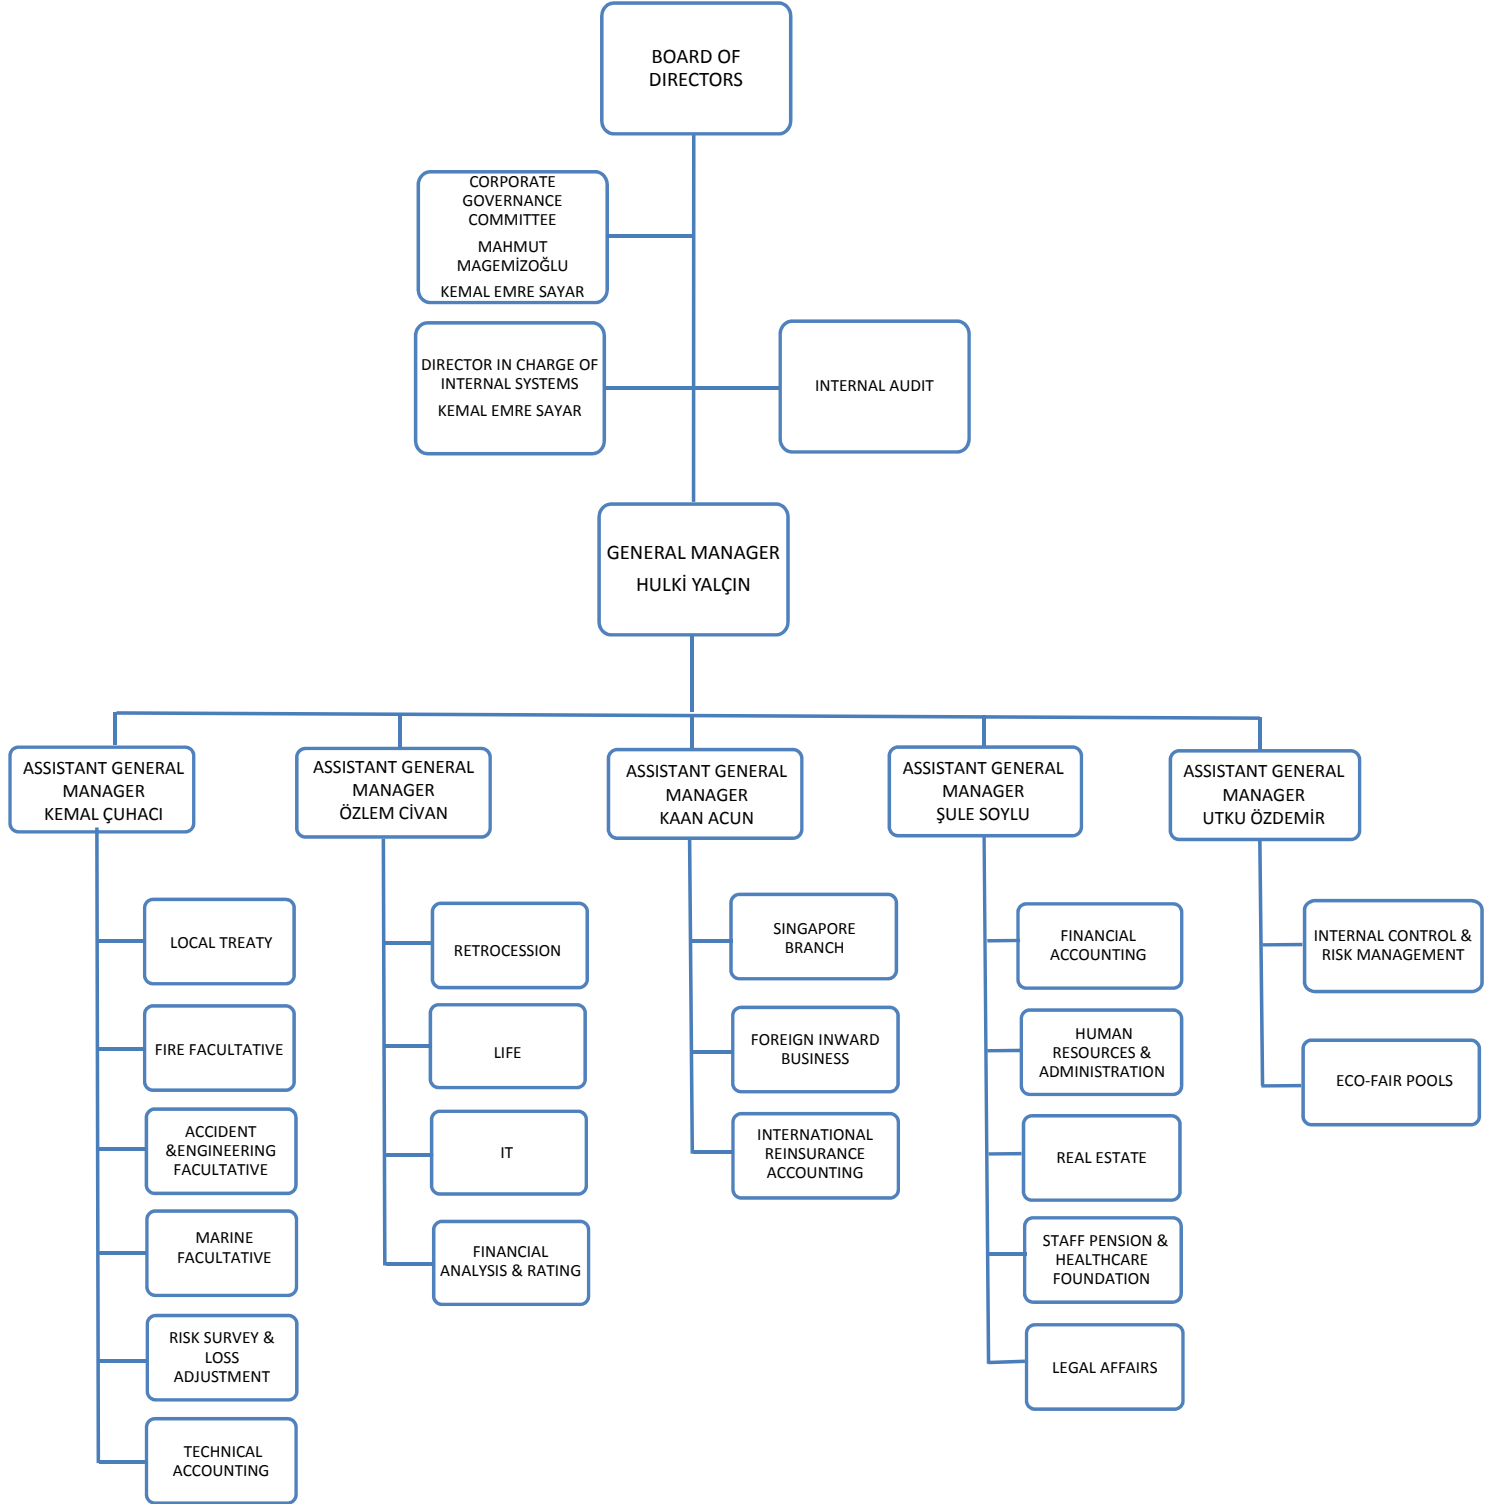 BOARD OF
DIRECTORS
CORPORATE
GOVERNANCE
COMMITTEE
MAHMUT
MAGEMİZOĞLU
KEMAL EMRE SAYAR
DIRECTOR IN CHARGE OF
INTERNAL SYSTEMS
KEMAL EMRE SAYAR
INTERNAL AUDIT
GENERAL MANAGER
HULKİ YALÇIN
ASSISTANT GENERAL
MANAGER
KEMAL ÇUHACI
LOCAL TREATY
FIRE FACULTATIVE
ACCIDENT
&ENGINEERING
FACULTATIVE
MARINE
FACULTATIVE
RISK SURVEY &
LOSS
ADJUSTMENT
TECHNICAL
ACCOUNTING
ASSISTANT GENERAL
MANAGER
ÖZLEM CİVAN
RETROCESSION
LIFE
IT
FINANCIAL
ANALYSIS & RATING
ASSISTANT GENERAL
MANAGER
KAAN ACUN
SINGAPORE
BRANCH
FOREIGN INWARD
BUSINESS
INTERNATIONAL
REINSURANCE
ACCOUNTING
ASSISTANT GENERAL
MANAGER
ŞULE SOYLU
FINANCIAL
ACCOUNTING
HUMAN
RESOURCES &
ADMINISTRATION
REAL ESTATE
STAFF PENSION &
HEALTHCARE
FOUNDATION
LEGAL AFFAIRS
ASSISTANT GENERAL
MANAGER
UTKU ÖZDEMİR
INTERNAL CONTROL &
RISK MANAGEMENT
ECO-FAIR POOLS